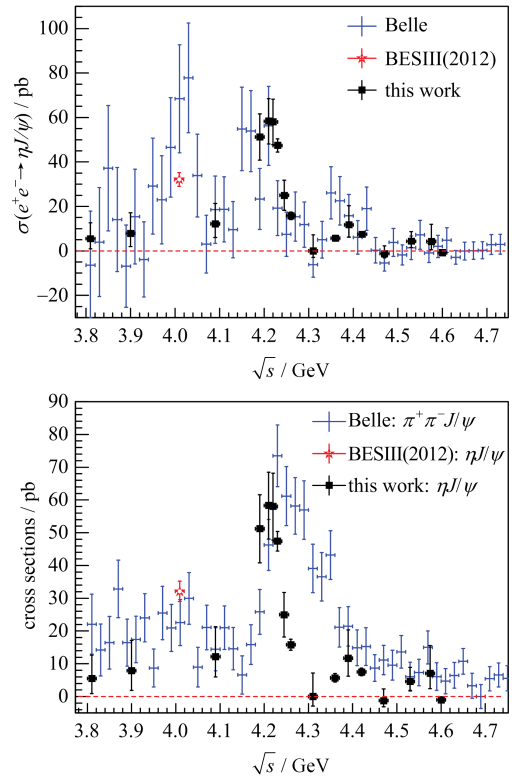 100
80
60
40
20
0
−20
σ(e⁺e⁻→ηJ/ψ) / pb
Belle
BESIII(2012)
this work
3.8 3.9 4.0 4.1 4.2 4.3 4.4 4.5 4.6 4.7
√s / GeV
90
80
70
60
50
40
30
20
10
0
cross sections / pb
Belle: π⁺π⁻J/ψ
BESIII(2012): ηJ/ψ
this work: ηJ/ψ
3.8 3.9 4.0 4.1 4.2 4.3 4.4 4.5 4.6 4.7
√s / GeV